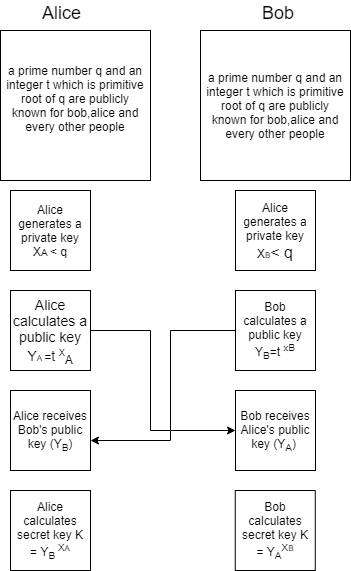 Alice
Bob
a prime number q and an
integer t which is primitive
root of q are publicly
known for bob,alice and
every other people
a prime number q and an
integer t which is primitive
root of q are publicly
known for bob,alice and
every other people
Alice
generates a
private key
XA < q
Alice
generates a
private key
XB< q
Alice
calculates a
public key
YA =t XA
Bob
calculates a
public key
YB=t XB
Alice receives
Bob's public
key (YB)
Bob receives
Alice's public
key (YA)
Alice
calculates
secret key K
= YB XA
Bob
calculates
secret key K
= YA XB